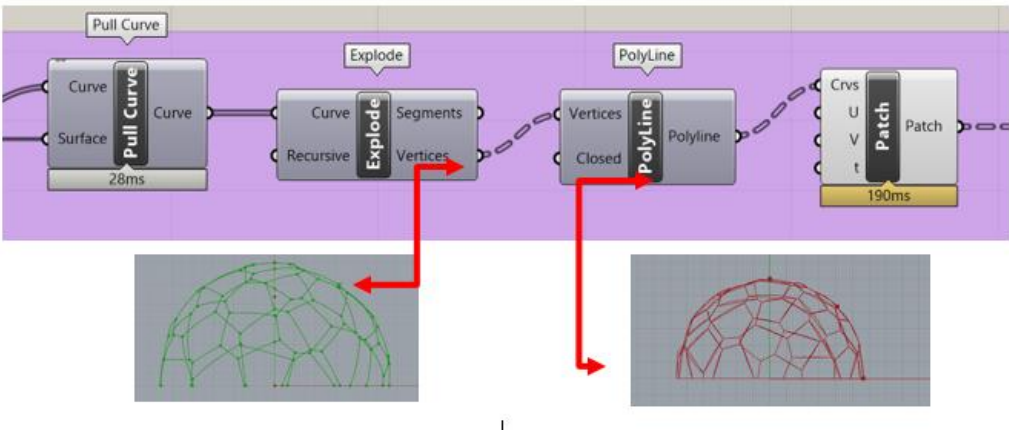 Pull Curve
Explode
PolyLine
Curve
Surface
Pull Curve
Curve
28ms
Curve
Recursive
Explode
Segments
Vertices
Vertices
Closed
PolyLine
Polyline
Crvs
U
V
t
Patch
Patch
190ms